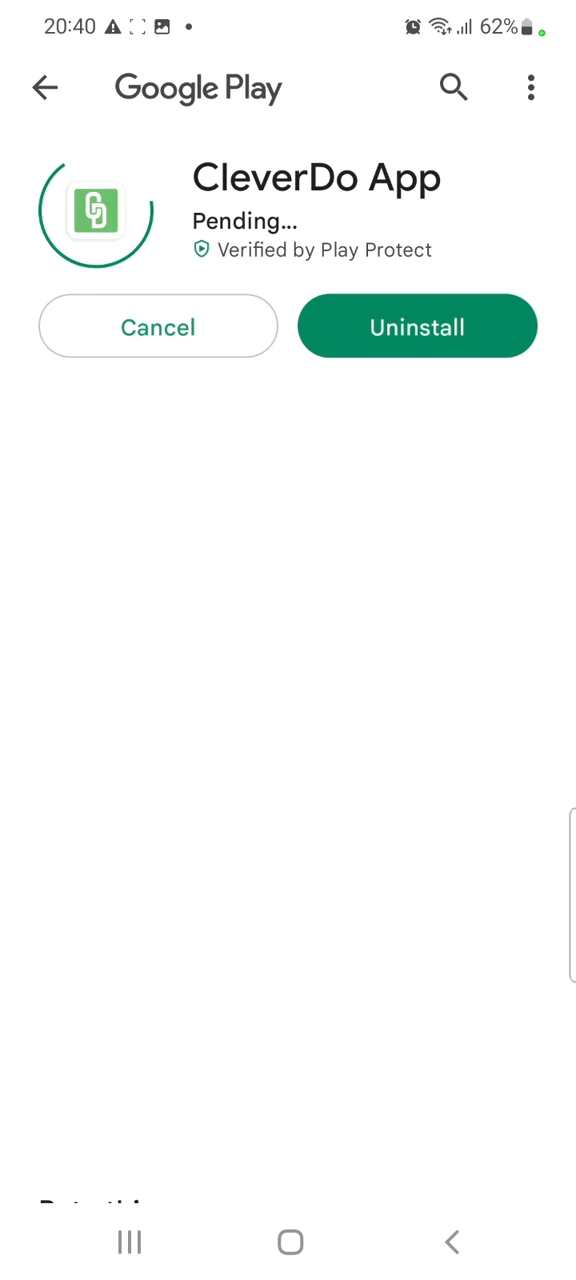 20:40
62%
Google Play
CleverDo App
Pending...
Verified by Play Protect
Cancel
Uninstall